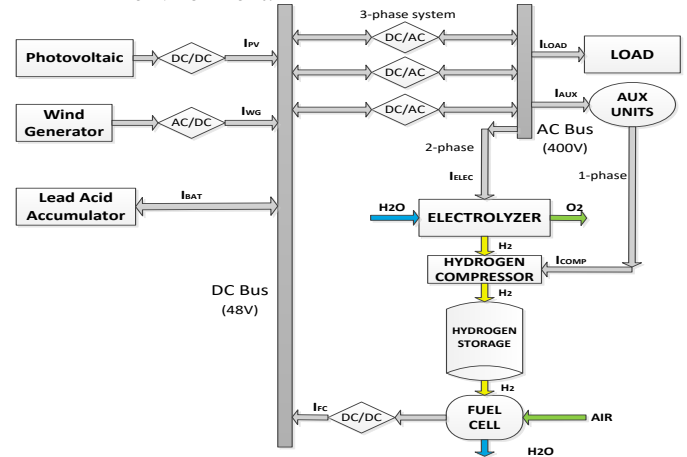 3-phase system
Photovoltaic
DC/DC
IPV
DC/AC
ILOAD
LOAD
DC/AC
Wind
Generator
AC/DC
IWG
DC/AC
IAUX
AUX
UNITS
AC Bus
(400V)
2-phase
1-phase
IELEC
Lead Acid
Accumulator
IBAT
H2O
ELECTROLYZER
O2
H2
HYDROGEN
COMPRESSOR
ICOMP
H2
DC Bus
(48V)
HYDROGEN
STORAGE
H2
IFC
DC/DC
FUEL
CELL
AIR
H2O